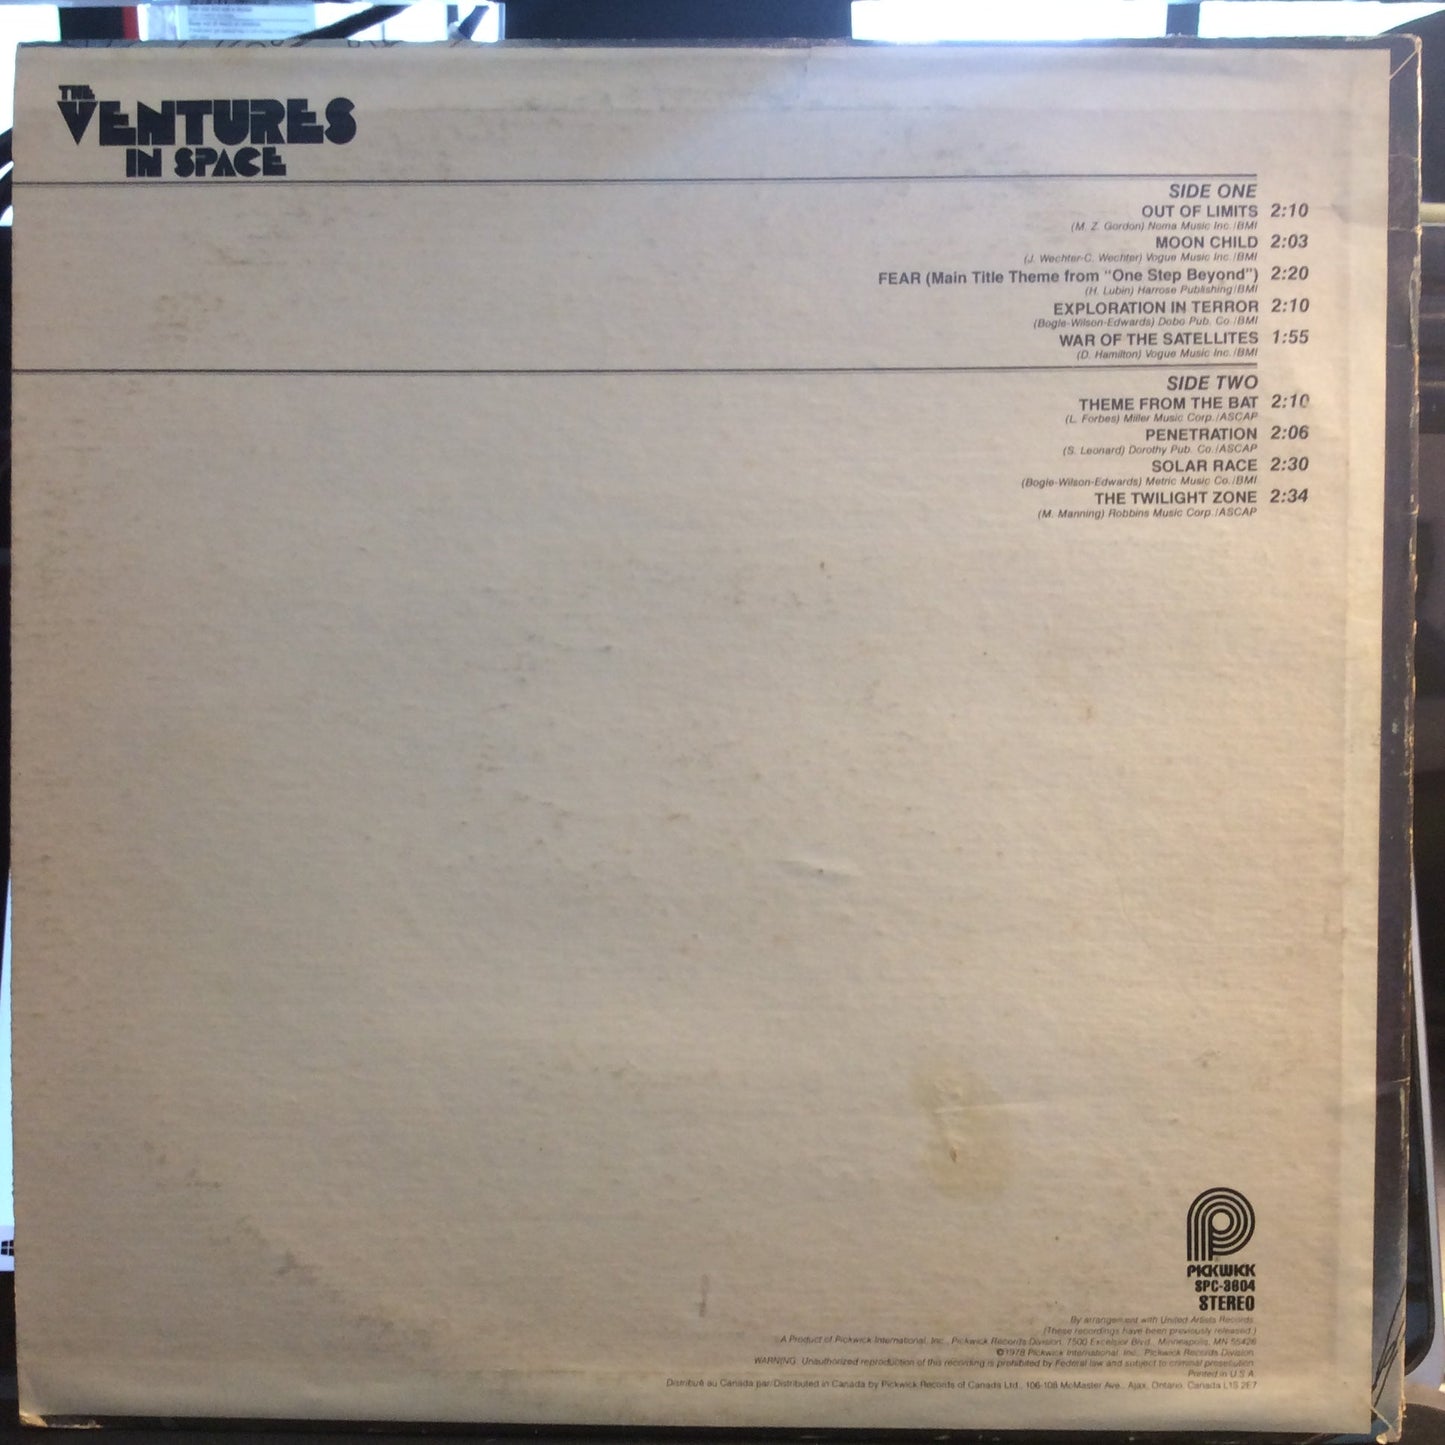 THE
VENTURES
IN SPACE
SIDE ONE
OUT OF LIMITS 2:10
(M. Z. Gordon) Noma Music Inc./BMI
MOON CHILD 2:03
(J. Wechter-C. Wechter) Vogue Music Inc./BMI
FEAR (Main Title Theme from "One Step Beyond") 2:20
(H. Lubin) Harrose Publishing/BMI
EXPLORATION IN TERROR 2:10
(Bogle-Wilson-Edwards) Dobo Pub. Co./BMI
WAR OF THE SATELLITES 1:55
(D. Hamilton) Vogue Music Inc./BMI
SIDE TWO
THEME FROM THE BAT 2:10
(L. Forbes) Miller Music Corp./ASCAP
PENETRATION 2:06
(S. Leonard) Dorothy Pub. Co./ASCAP
SOLAR RACE 2:30
(Bogle-Wilson-Edwards) Metric Music Co./BMI
THE TWILIGHT ZONE 2:34
(M. Manning) Robbins Music Corp./ASCAP
PICKWICK
SPC-3604
STEREO
By arrangement with United Artists Records.
(These recordings have been previously released.)
A Product of Pickwick International, Inc., Pickwick Records Division, 7500 Excelsior Blvd., Minneapolis, MN 55426
©1978 Pickwick International, Inc., Pickwick Records Division
WARNING: Unauthorized reproduction of this recording is prohibited by Federal law and subject to criminal prosecution.
Printed in U.S.A.
Distribué au Canada par/Distributed in Canada by Pickwick Records of Canada Ltd., 106-108 McMaster Ave., Ajax, Ontario, Canada L1S 2E7